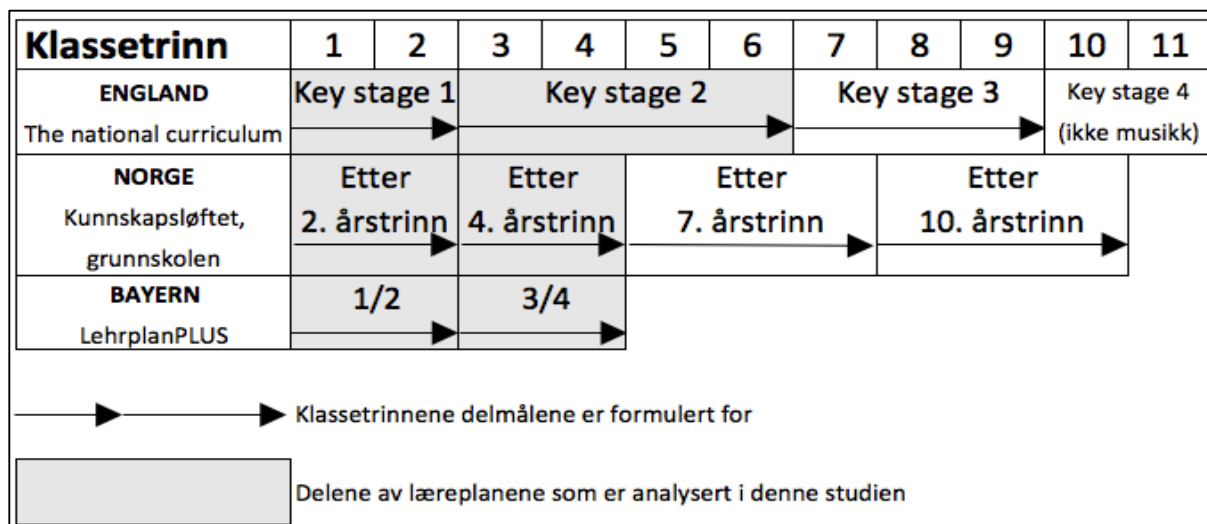 Klassetrinn 1 2 3 4 5 6 7 8 9 10 11
ENGLAND
The national curriculum
Key stage 1
Key stage 2
Key stage 3
Key stage 4
(ikke musikk)
NORGE
Kunnskapsløftet,
grunnskolen
Etter
2. årstrinn
Etter
4. årstrinn
Etter
7. årstrinn
Etter
10. årstrinn
BAYERN
LehrplanPLUS
1/2
3/4
Klassetrinnene delmålene er formulert for
Delene av læreplanene som er analysert i denne studien